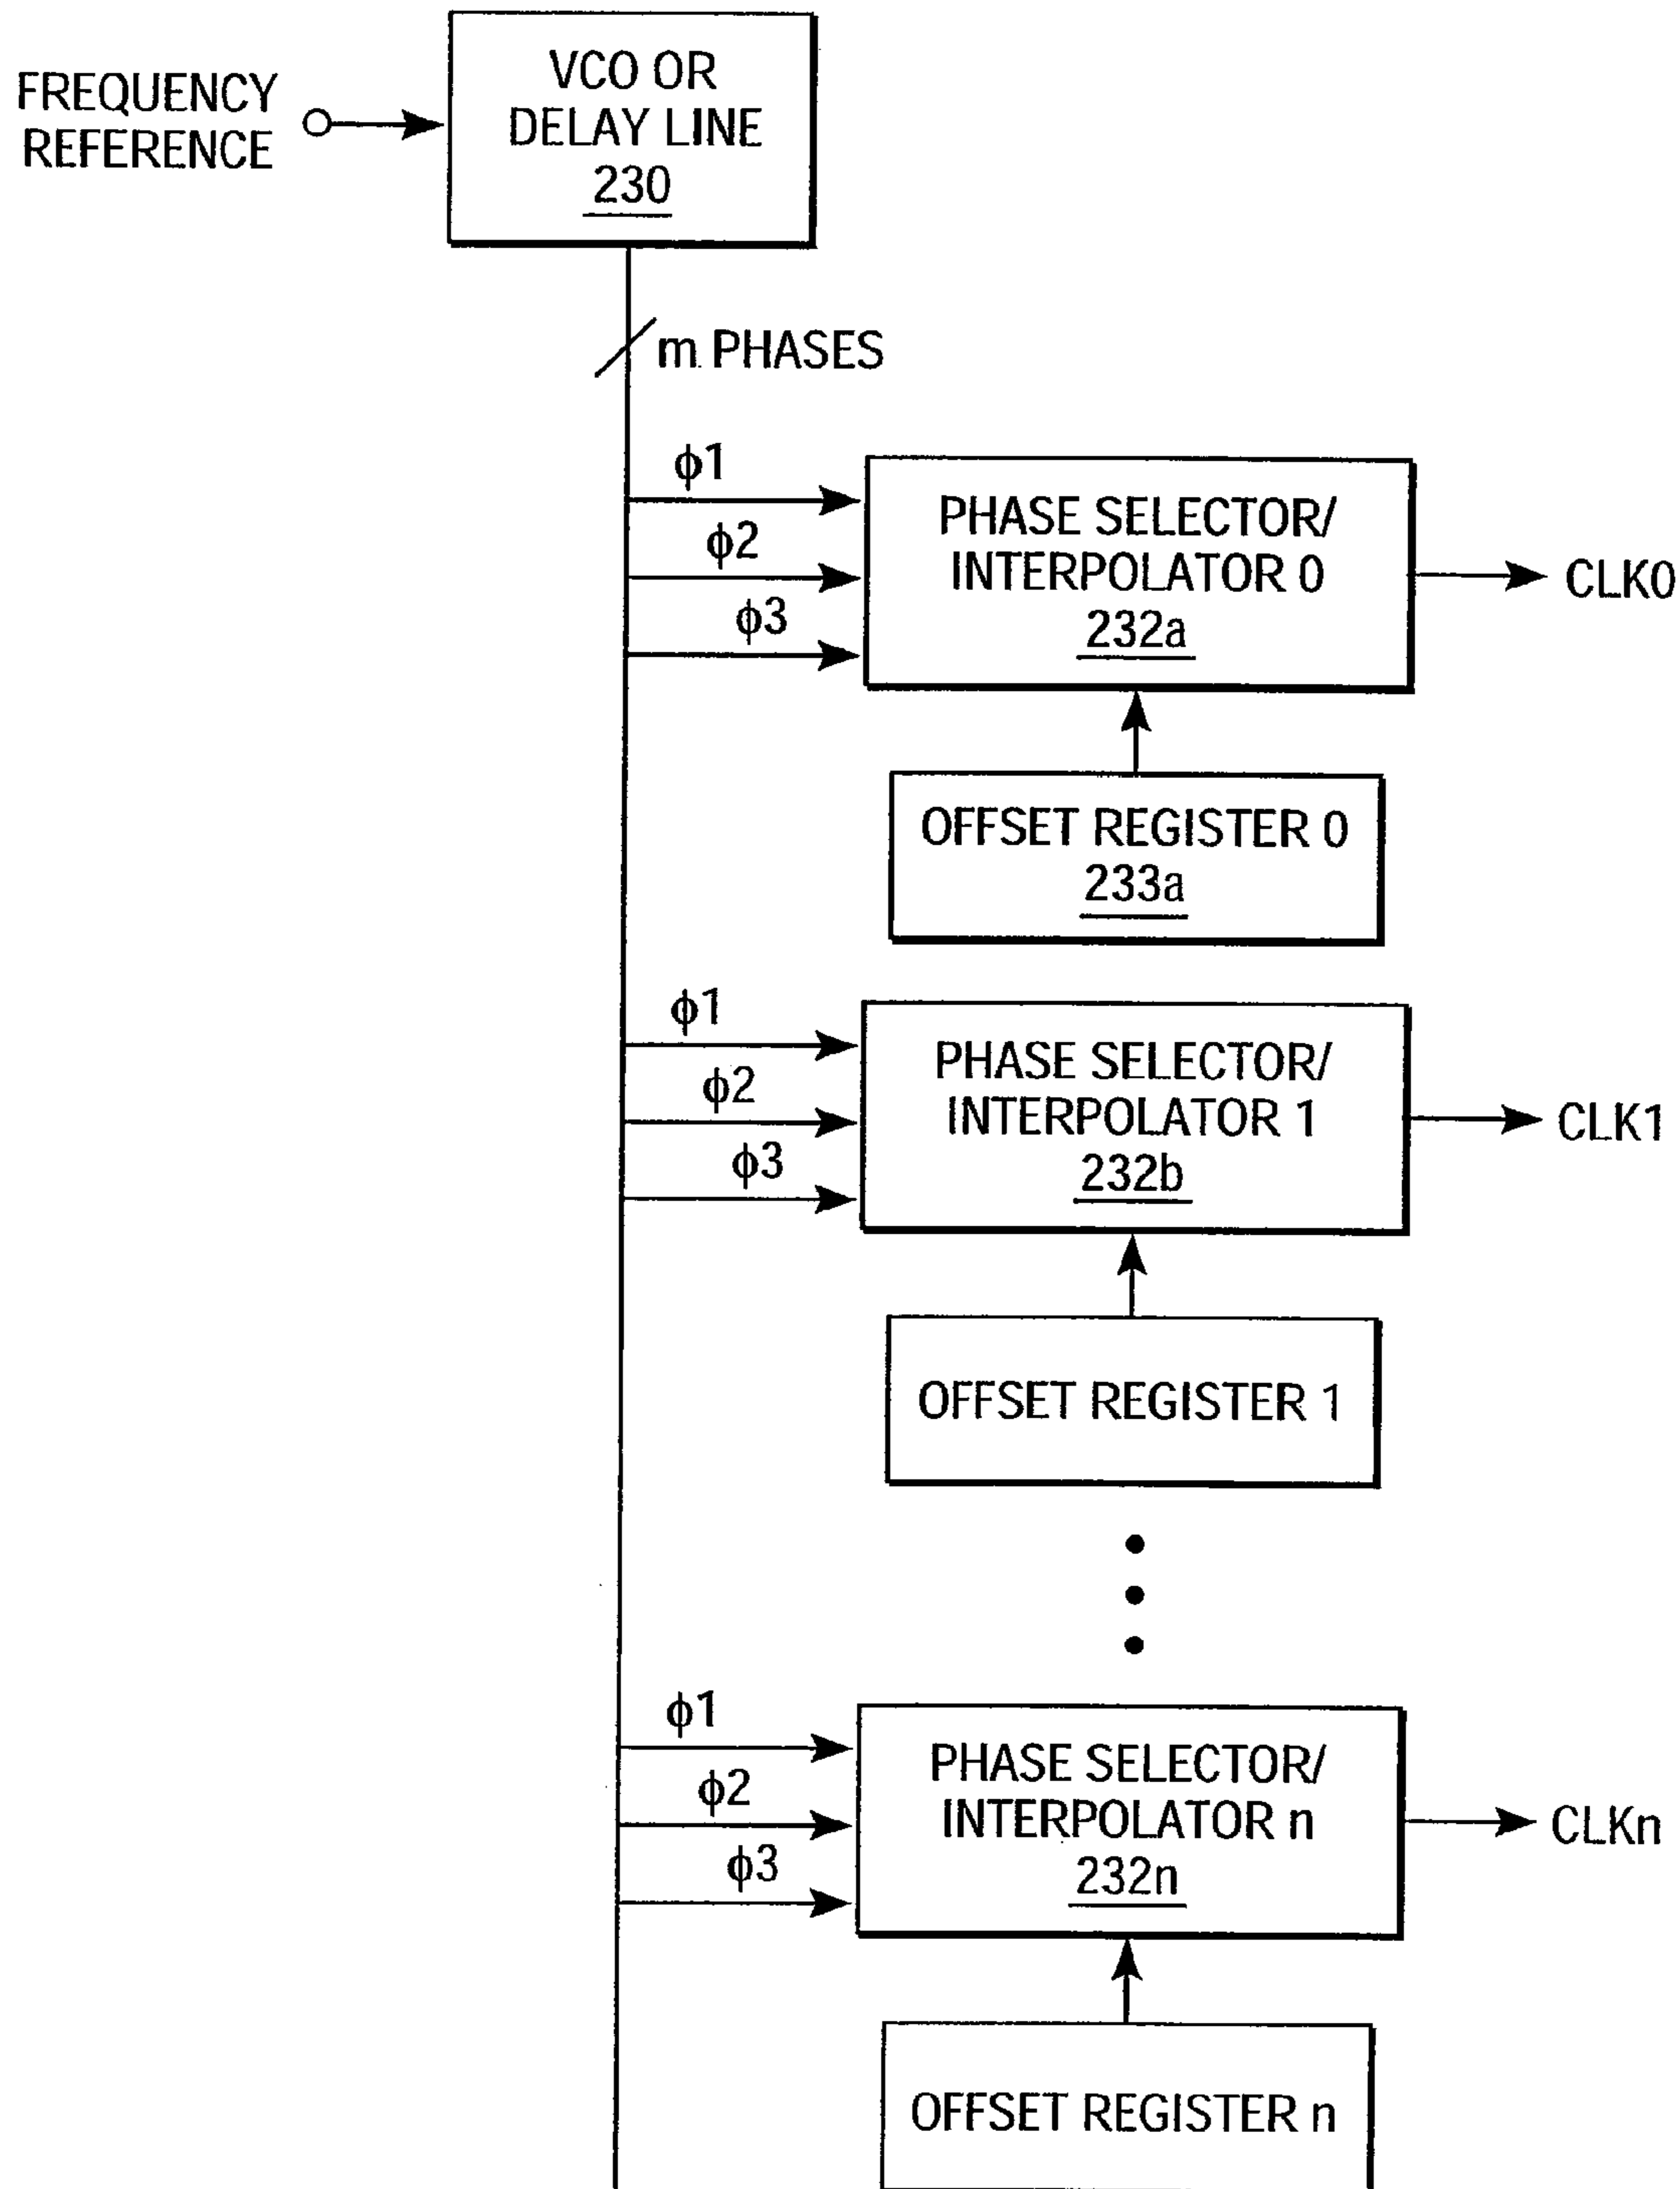 FREQUENCY
REFERENCE
VCO OR
DELAY LINE
230
m PHASES
ϕ1
ϕ2
ϕ3
PHASE SELECTOR/
INTERPOLATOR 0
232a
CLK0
OFFSET REGISTER 0
233a
ϕ1
ϕ2
ϕ3
PHASE SELECTOR/
INTERPOLATOR 1
232b
CLK1
OFFSET REGISTER 1
ϕ1
ϕ2
ϕ3
PHASE SELECTOR/
INTERPOLATOR n
232n
CLKn
OFFSET REGISTER n